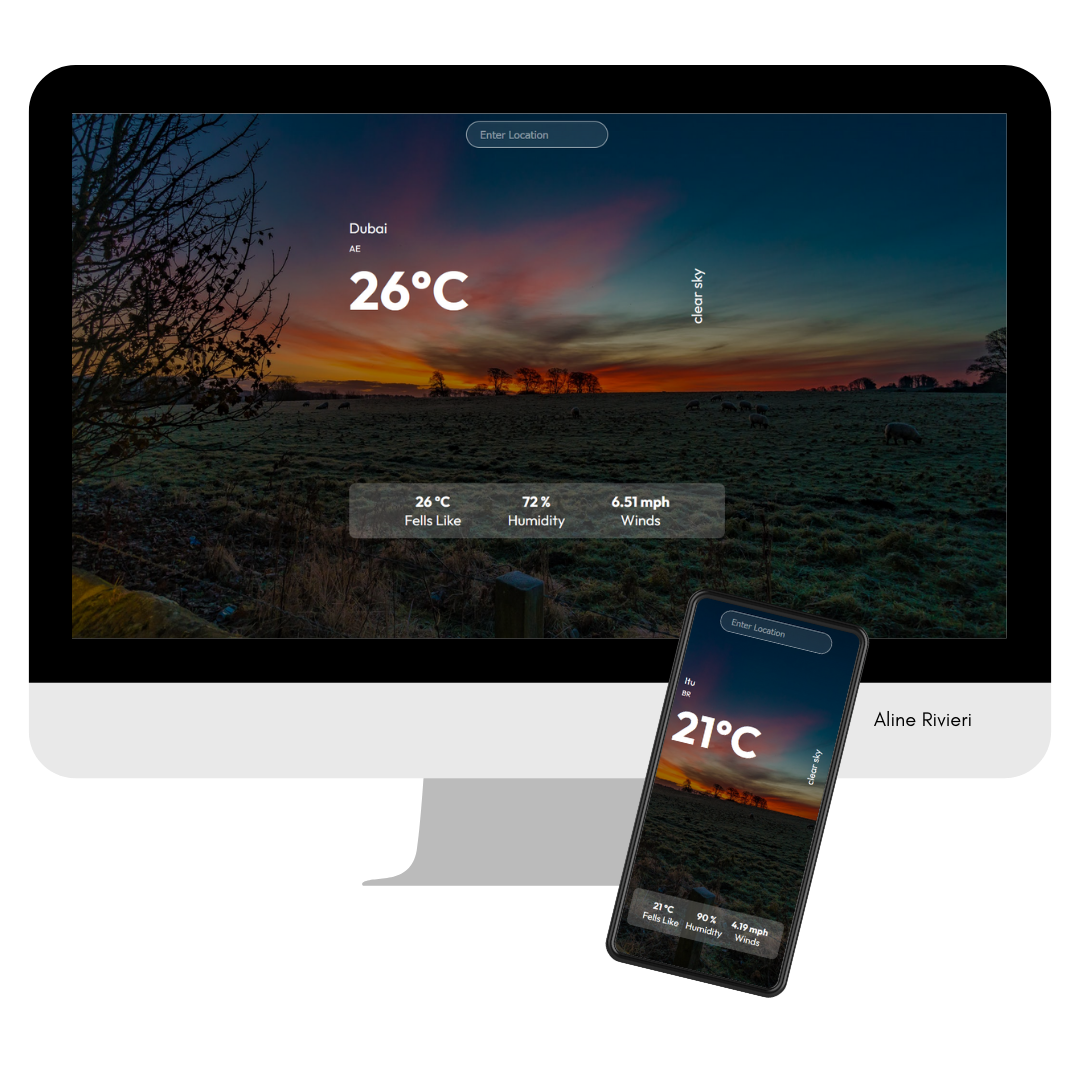 Enter Location
Dubai
AE
26°C
clear sky
26 °C 72 % 6.51 mph
Fells Like Humidity Winds
Enter Location
Itu
BR
21°C
clear sky
21 °C 90 % 4.19 mph
Fells Like Humidity Winds
Aline Rivieri